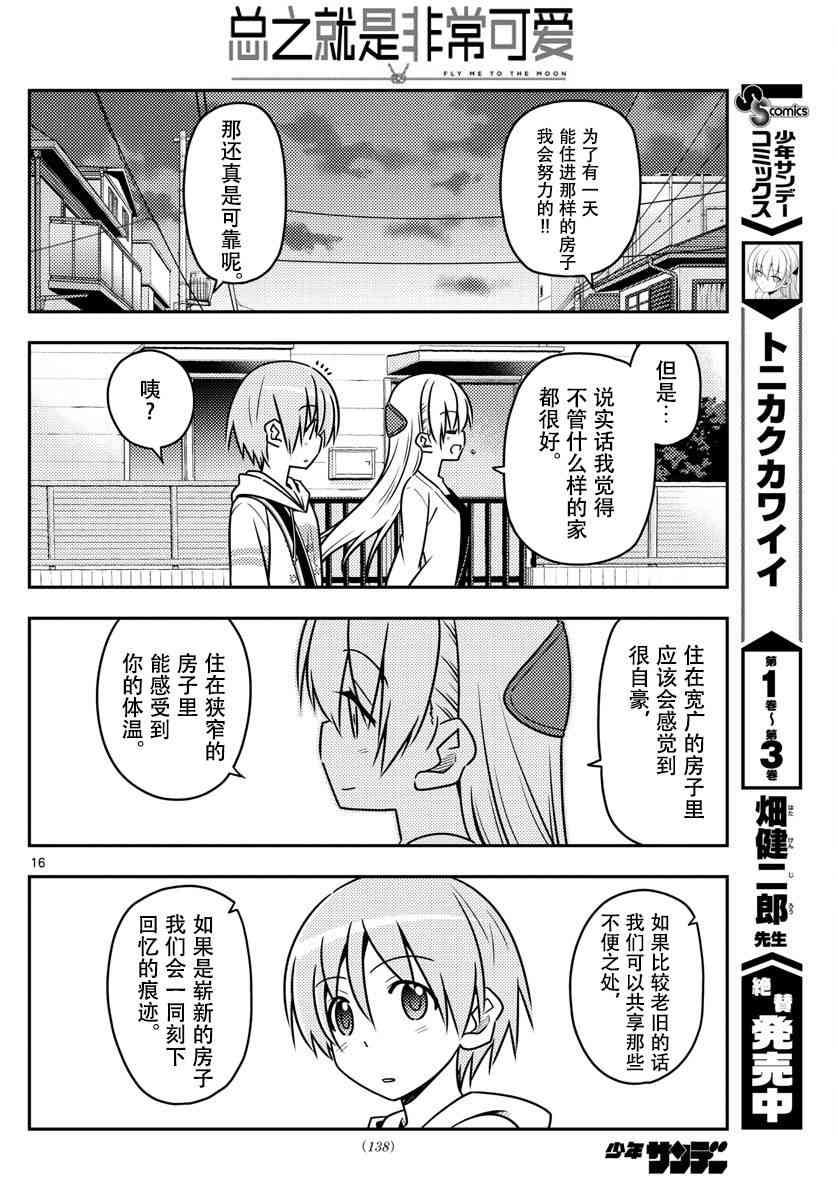 总之就是非常可爱
FLY ME TO THE MOON
为了有一天
能住进那样的房子
我会努力的!!
那还真是可靠呢。
但是…
说实话我觉得
不管什么样的家
都很好。
咦?
住在宽广的房子里
应该会感觉到
很自豪,
住在狭窄的
房子里
能感受到
你的体温。
16
如果比较老旧的话
我们可以共享那些
不便之处,
如果是崭新的房子
我们会一同刻下
回忆的痕迹。
(138)
少年サンデー
SScomics
少年サンデー
コミックス
トニカクカワイイ
第1巻~第3巻
畑健二郎
はた けん じ ろう
先生
絶賛
発売中